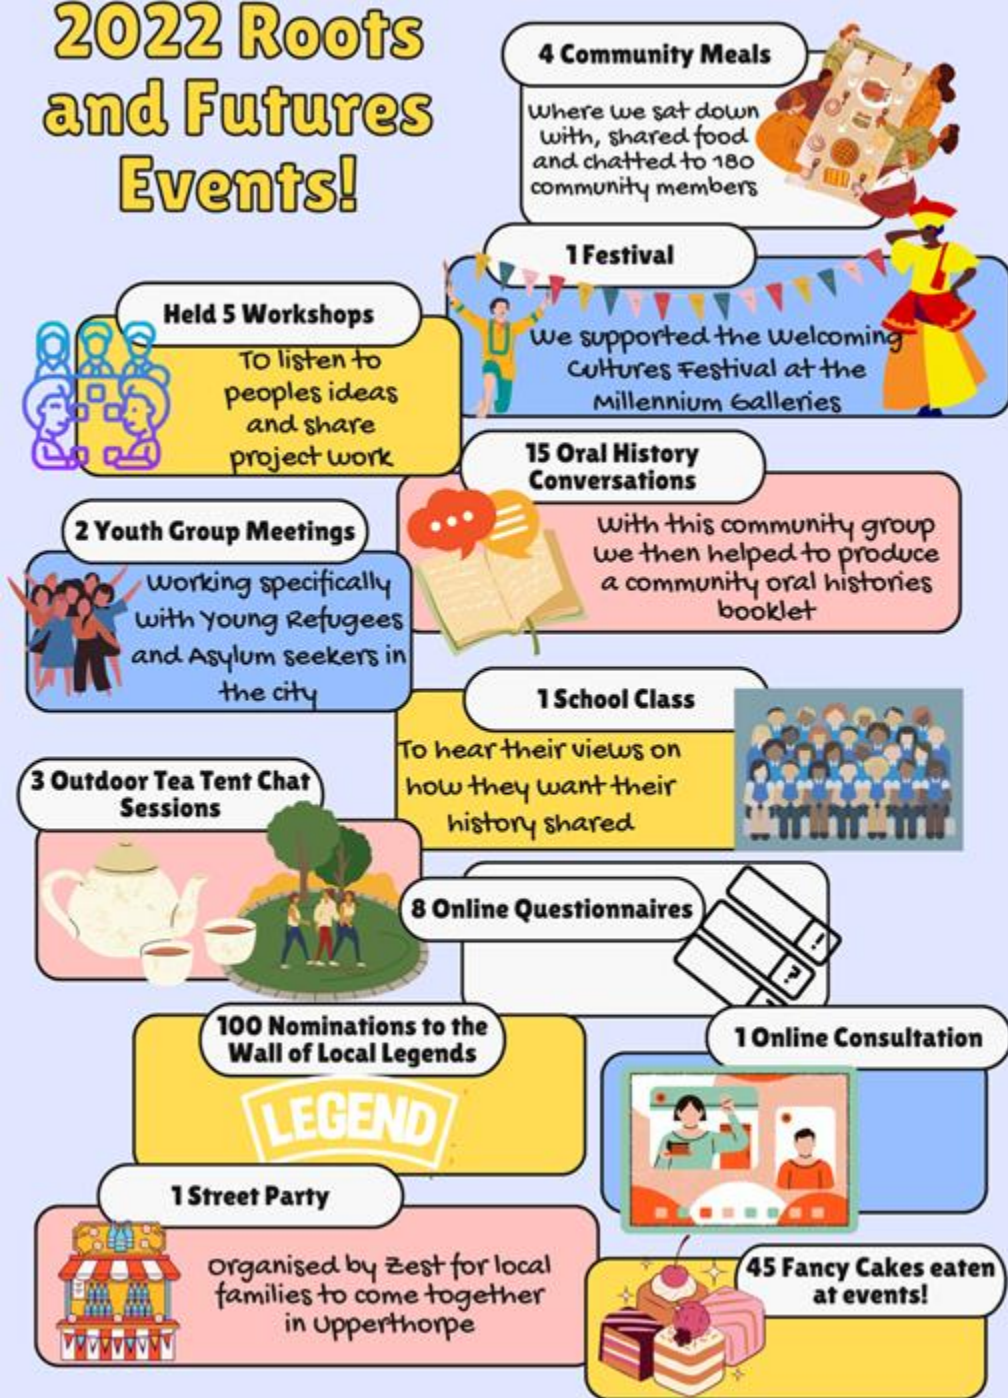 2022 Roots
and Futures
Events!
4 Community Meals
Where we sat down
with, shared food
and chatted to 180
community members
1 Festival
We supported the Welcoming
Cultures Festival at the
Millennium Galleries
Held 5 Workshops
To listen to
peoples ideas
and share
project work
15 Oral History
Conversations
With this community group
we then helped to produce
a community oral histories
booklet
2 Youth Group Meetings
Working specifically
with Young Refugees
and Asylum seekers in
the city
1 School Class
To hear their views on
how they want their
history shared
3 Outdoor Tea Tent Chat
Sessions
8 Online Questionnaires
!
?
!
100 Nominations to the
Wall of Local Legends
LEGEND
1 Online Consultation
1 Street Party
Organised by Zest for local
families to come together
in Upperthorpe
45 Fancy Cakes eaten
at events!